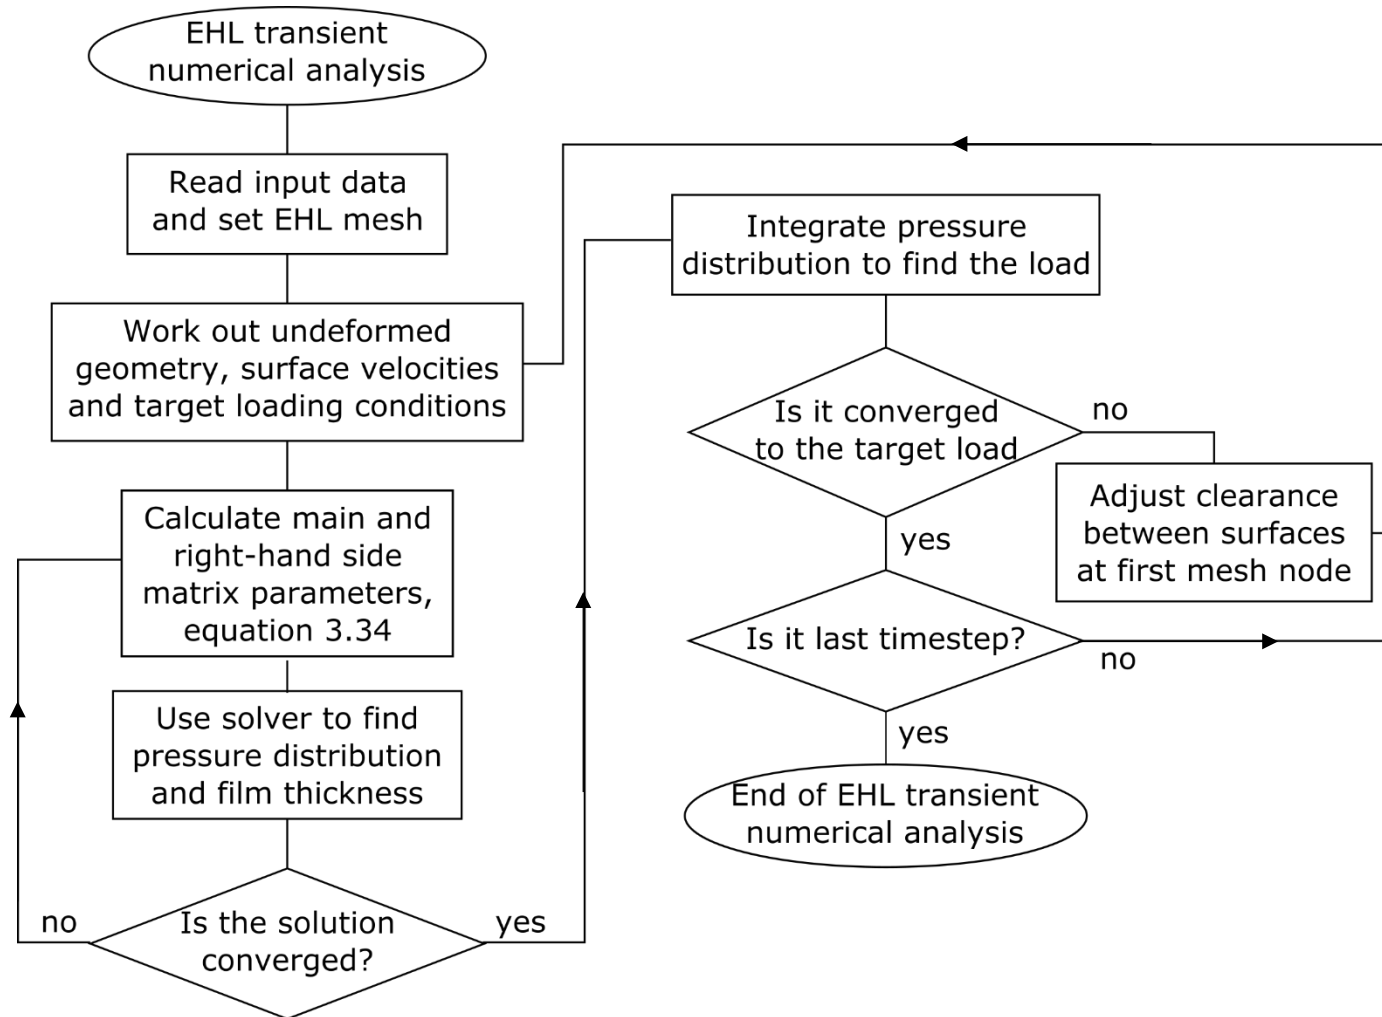 EHL transient
numerical analysis
Read input data
and set EHL mesh
Work out undeformed
geometry, surface velocities
and target loading conditions
Calculate main and
right-hand side
matrix parameters,
equation 3.34
Use solver to find
pressure distribution
and film thickness
Is the solution
converged?
no
yes
Integrate pressure
distribution to find the load
Is it converged
to the target load
no
Adjust clearance
between surfaces
at first mesh node
yes
Is it last timestep?
no
yes
End of EHL transient
numerical analysis